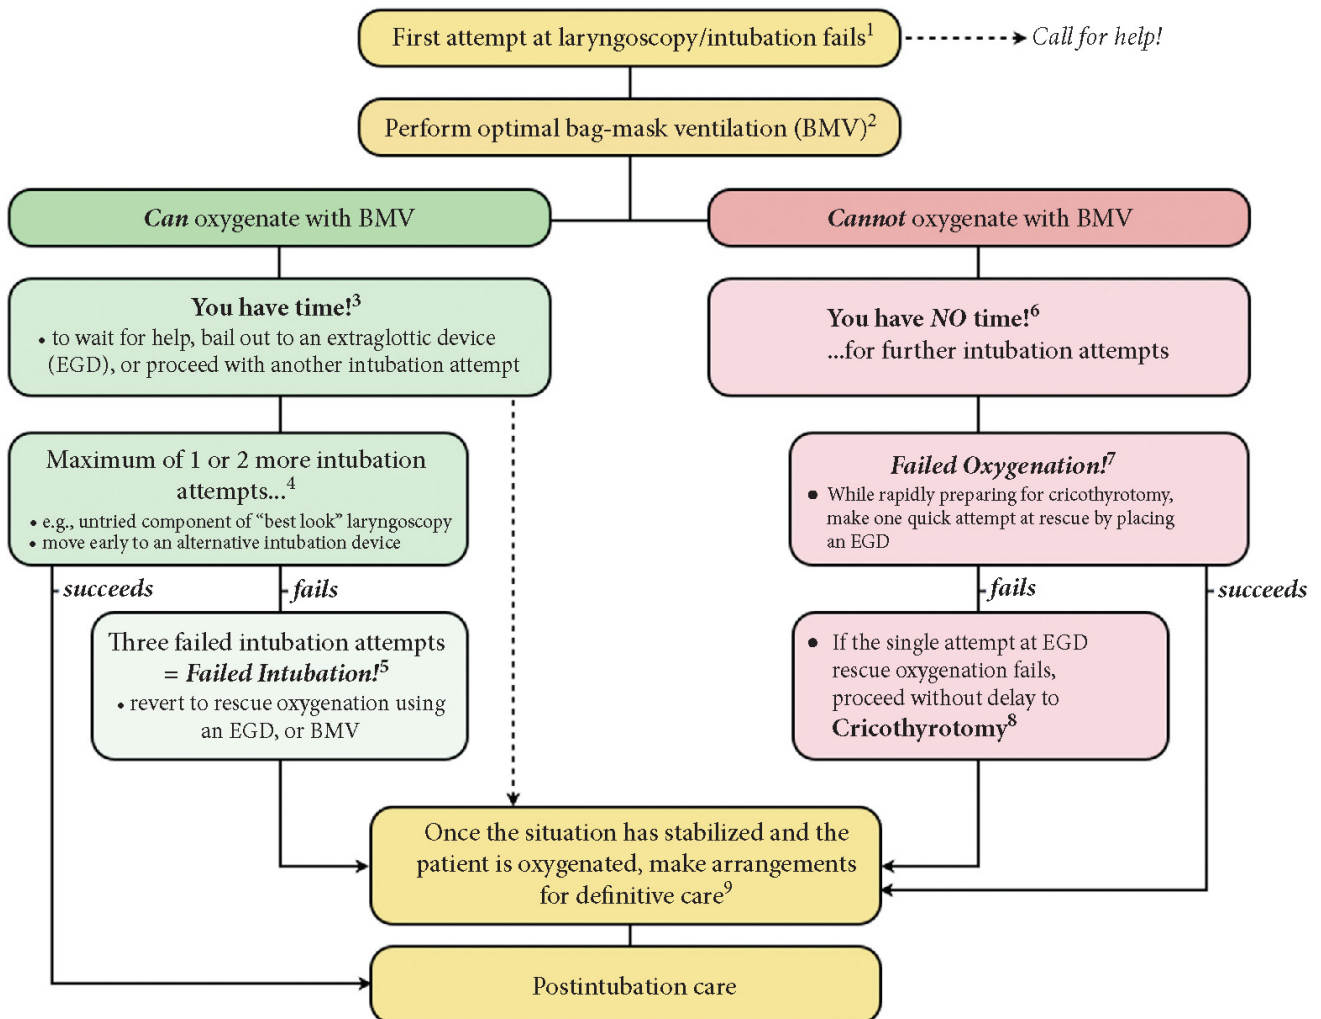 First attempt at laryngoscopy/intubation fails¹
Call for help!
Perform optimal bag-mask ventilation (BMV)²
Can oxygenate with BMV
Cannot oxygenate with BMV
You have time!³
• to wait for help, bail out to an extraglottic device
(EGD), or proceed with another intubation attempt
You have NO time!⁶
...for further intubation attempts
Maximum of 1 or 2 more intubation
attempts...⁴
• e.g., untried component of “best look” laryngoscopy
• move early to an alternative intubation device
Failed Oxygenation!⁷
• While rapidly preparing for cricothyrotomy,
make one quick attempt at rescue by placing
an EGD
succeeds
fails
fails
succeeds
Three failed intubation attempts
= Failed Intubation!⁵
• revert to rescue oxygenation using
an EGD, or BMV
• If the single attempt at EGD
rescue oxygenation fails,
proceed without delay to
Cricothyrotomy⁸
Once the situation has stabilized and the
patient is oxygenated, make arrangements
for definitive care⁹
Postintubation care